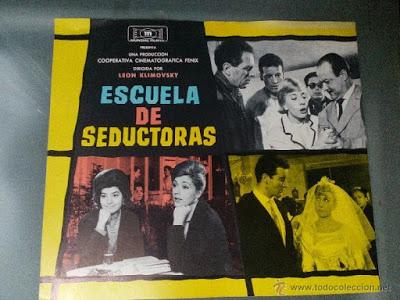 m
PRESENTA
UNA PRODUCCION
COOPERATIVA CINEMATOGRAFICA FENIX
DIRIGIDA POR
LEON KLIMOVSKY
ESCUELA
DE
SEDUCTORAS
© www.todocoleccion.net